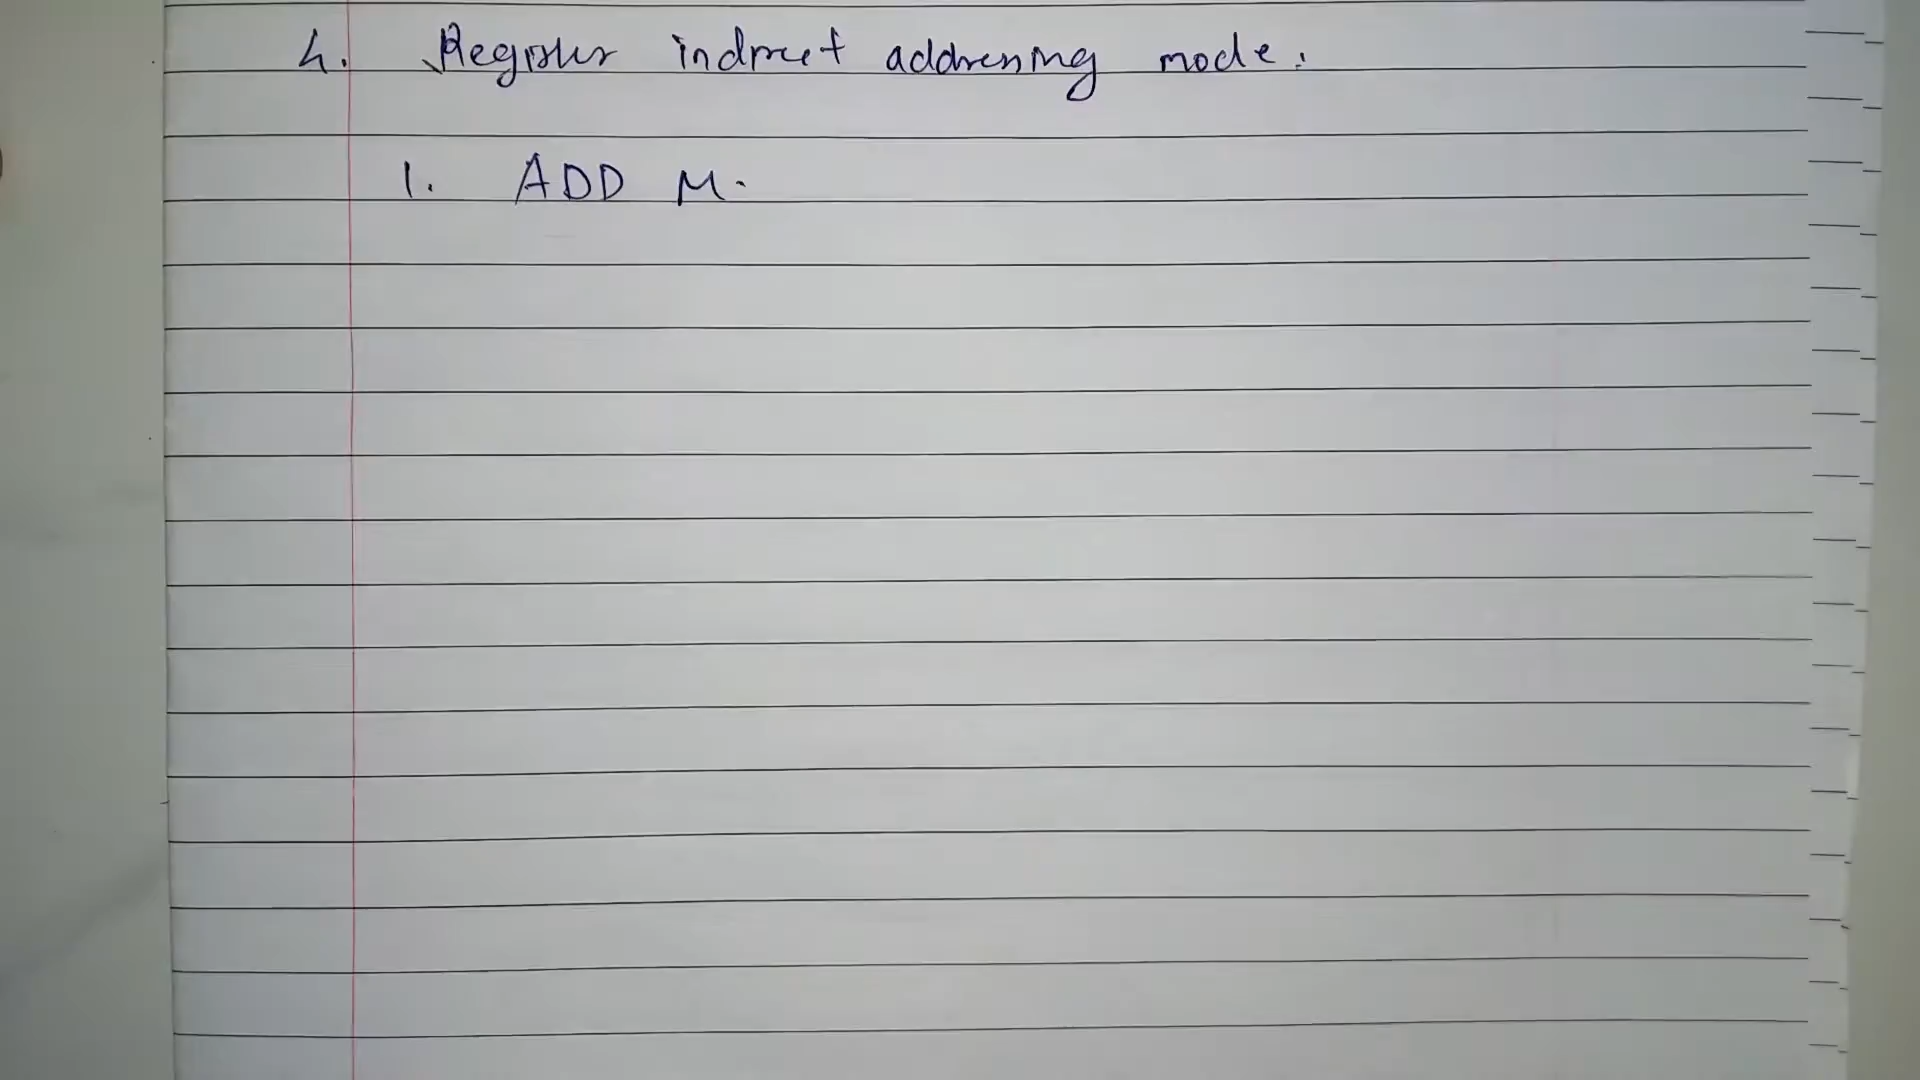 4. Register indirect addressing mode.
1. ADD M.